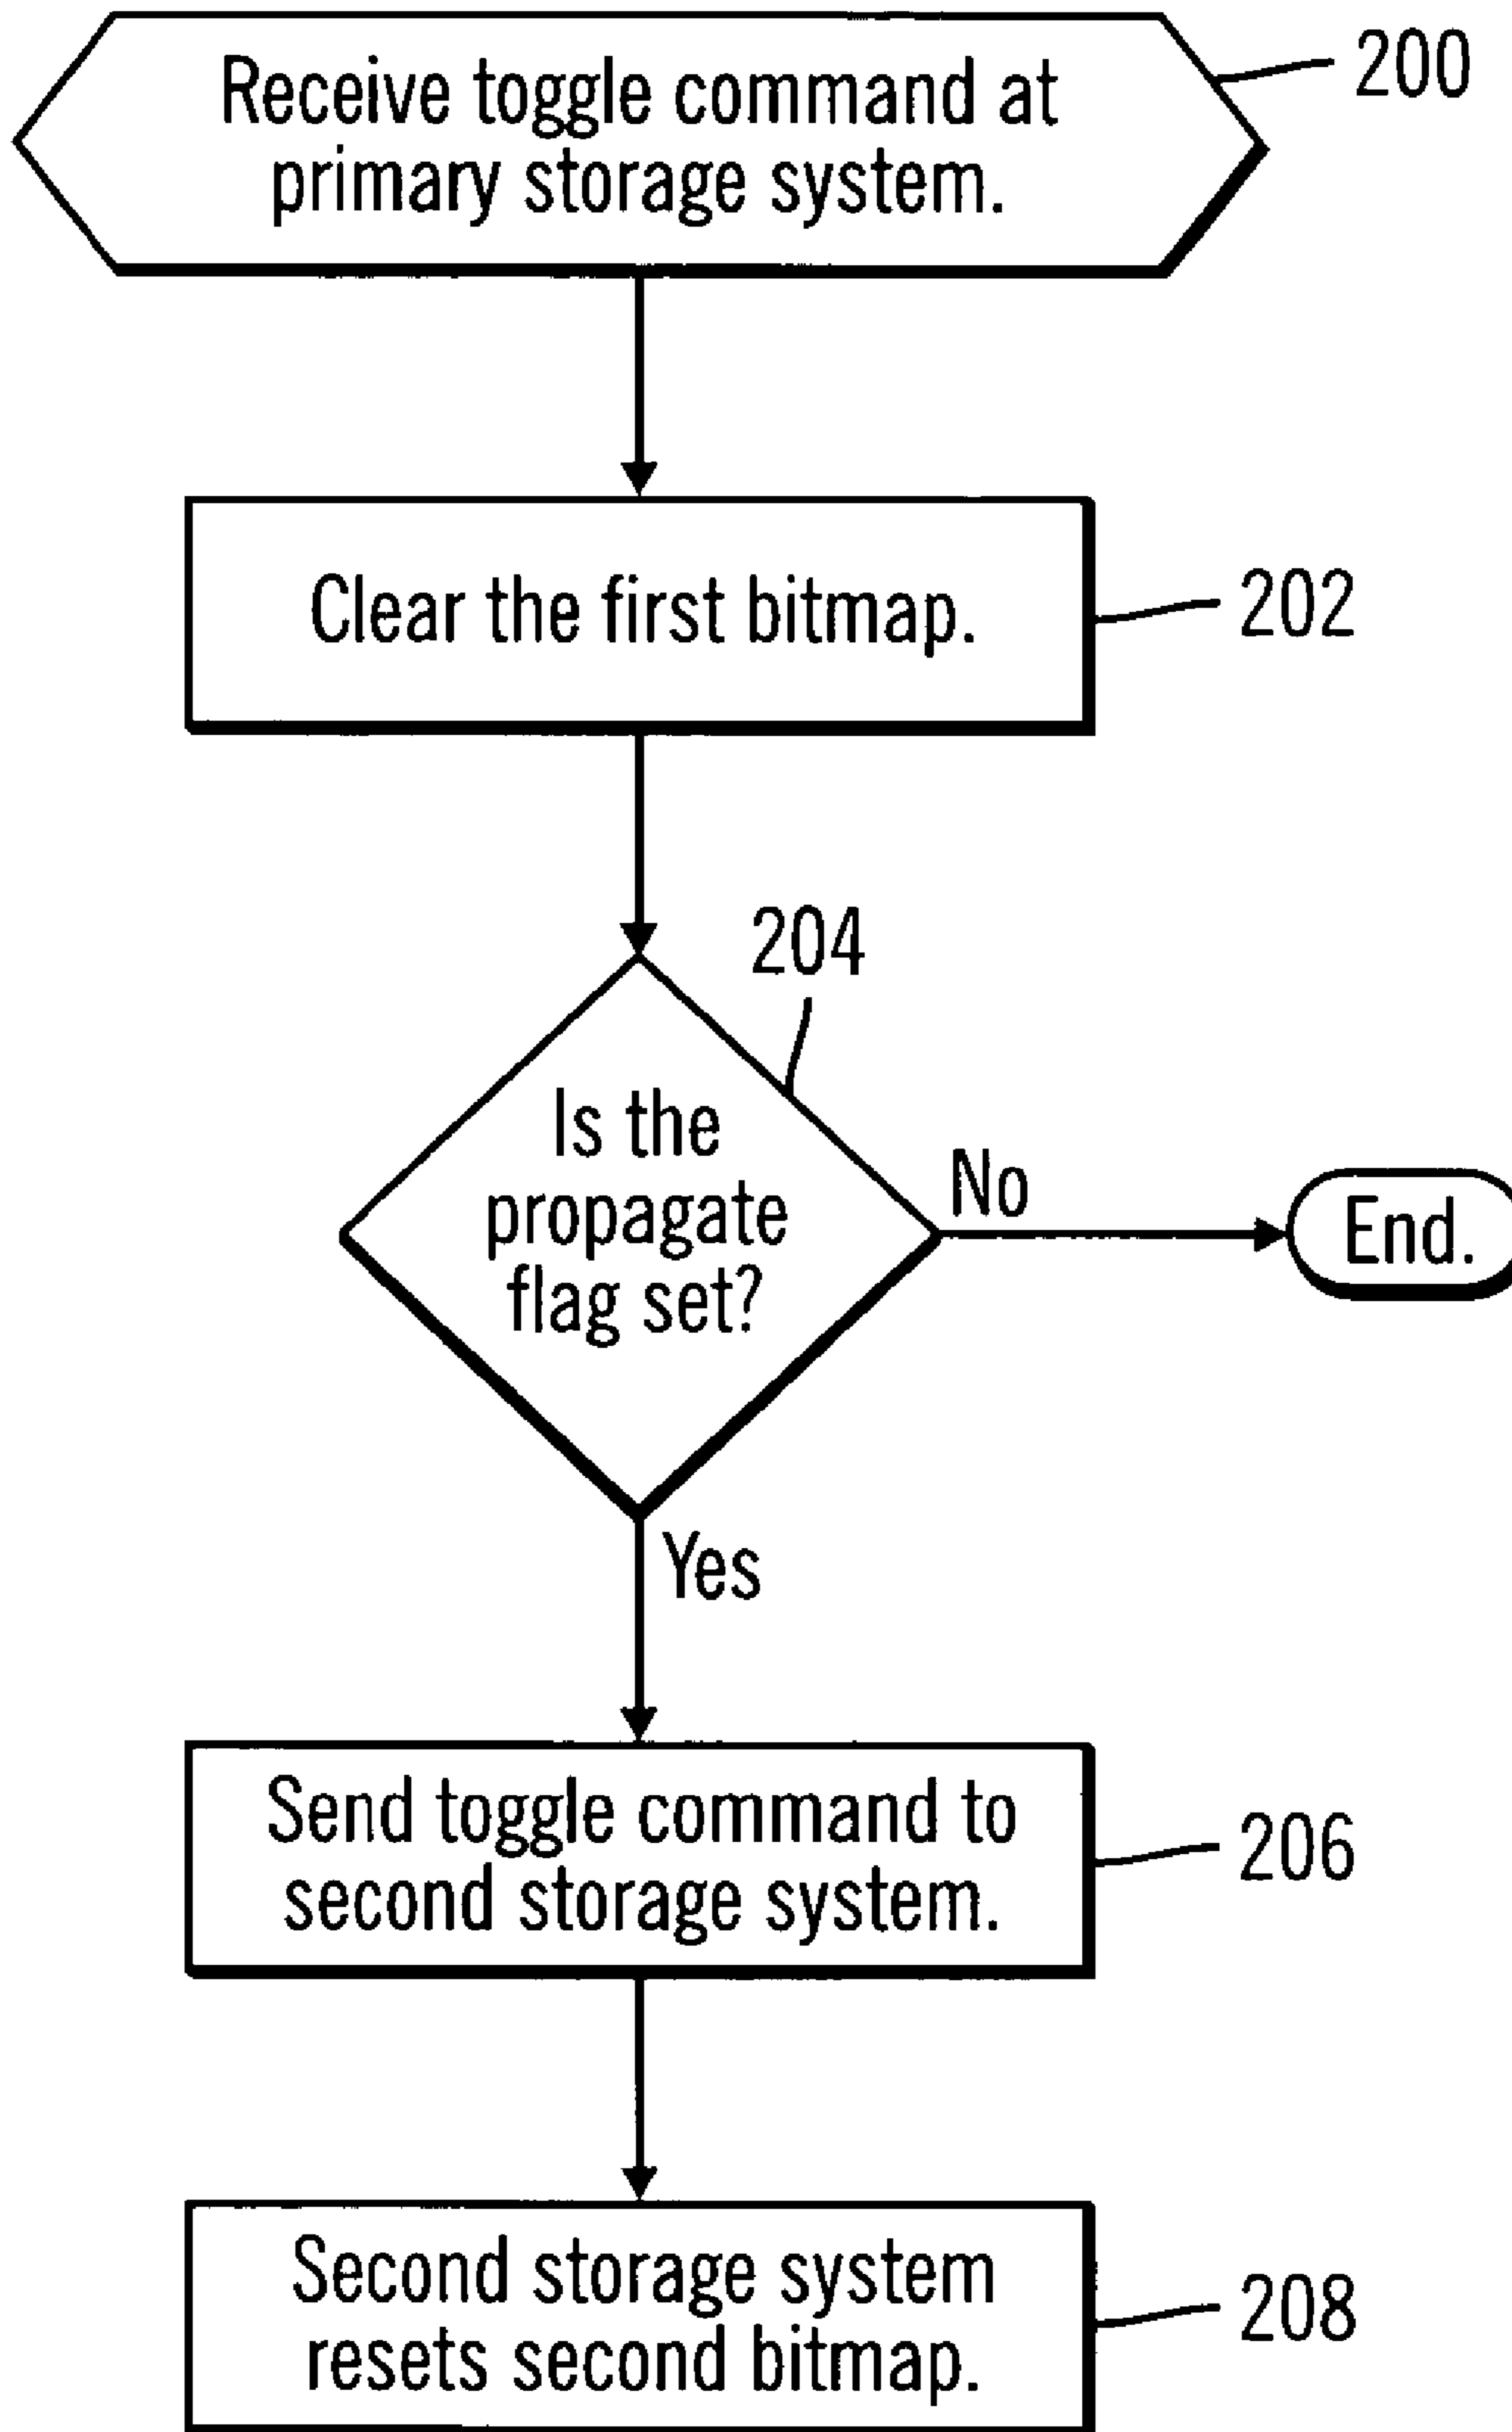 Receive toggle command at
primary storage system.
200
Clear the first bitmap.
202
204
Is the
propagate
flag set?
No
End.
Yes
Send toggle command to
second storage system.
206
Second storage system
resets second bitmap.
208